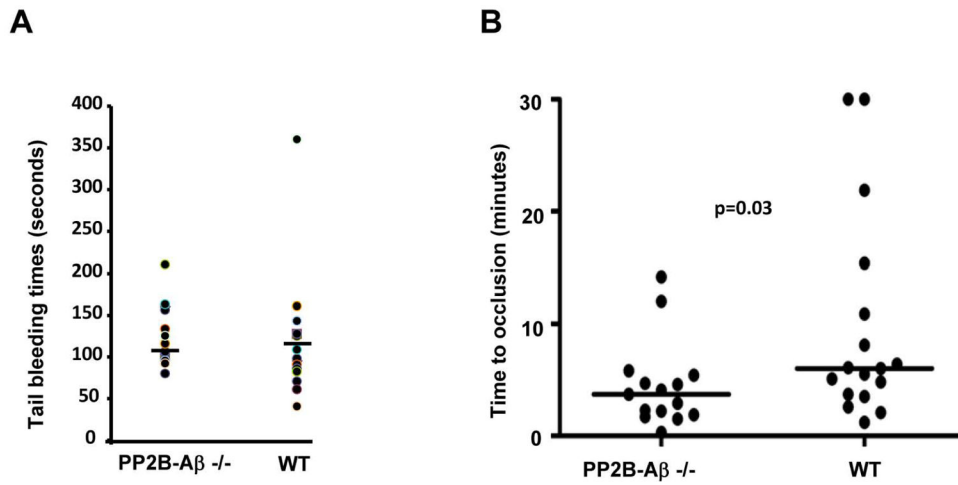 A
Tail bleeding times (seconds)
400
350
300
250
200
150
100
50
0
PP2B-Aβ -/-
WT
B
Time to occlusion (minutes)
30
20
10
0
p=0.03
PP2B-Aβ -/-
WT